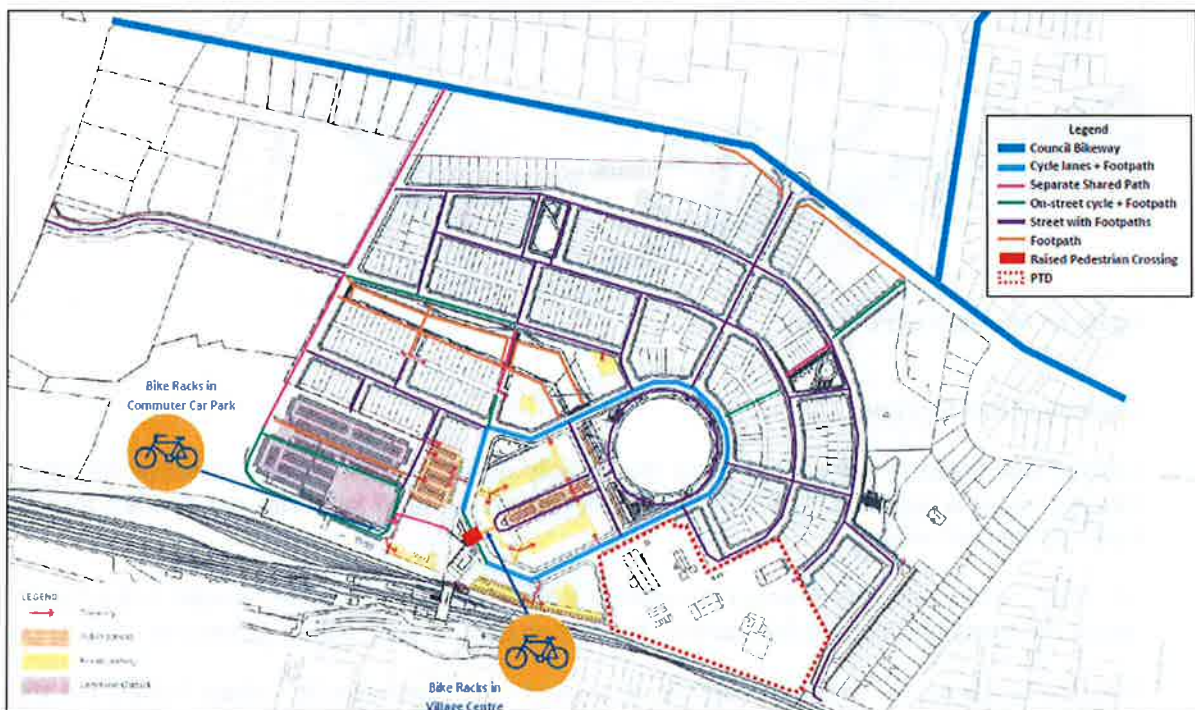 Legend
Council Bikeway
Cycle lanes + Footpath
Separate Shared Path
On-street cycle + Footpath
Street with Footpaths
Footpath
Raised Pedestrian Crossing
PTD
Bike Racks in
Commuter Car Park
LEGEND
Bike Racks in
Village Centre